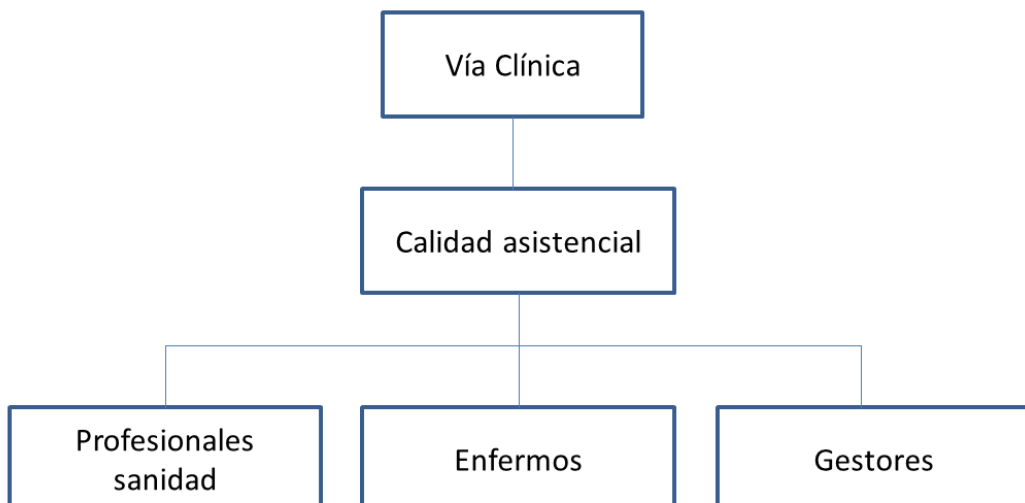 Vía Clínica
Calidad asistencial
Profesionales
sanidad
Enfermos
Gestores